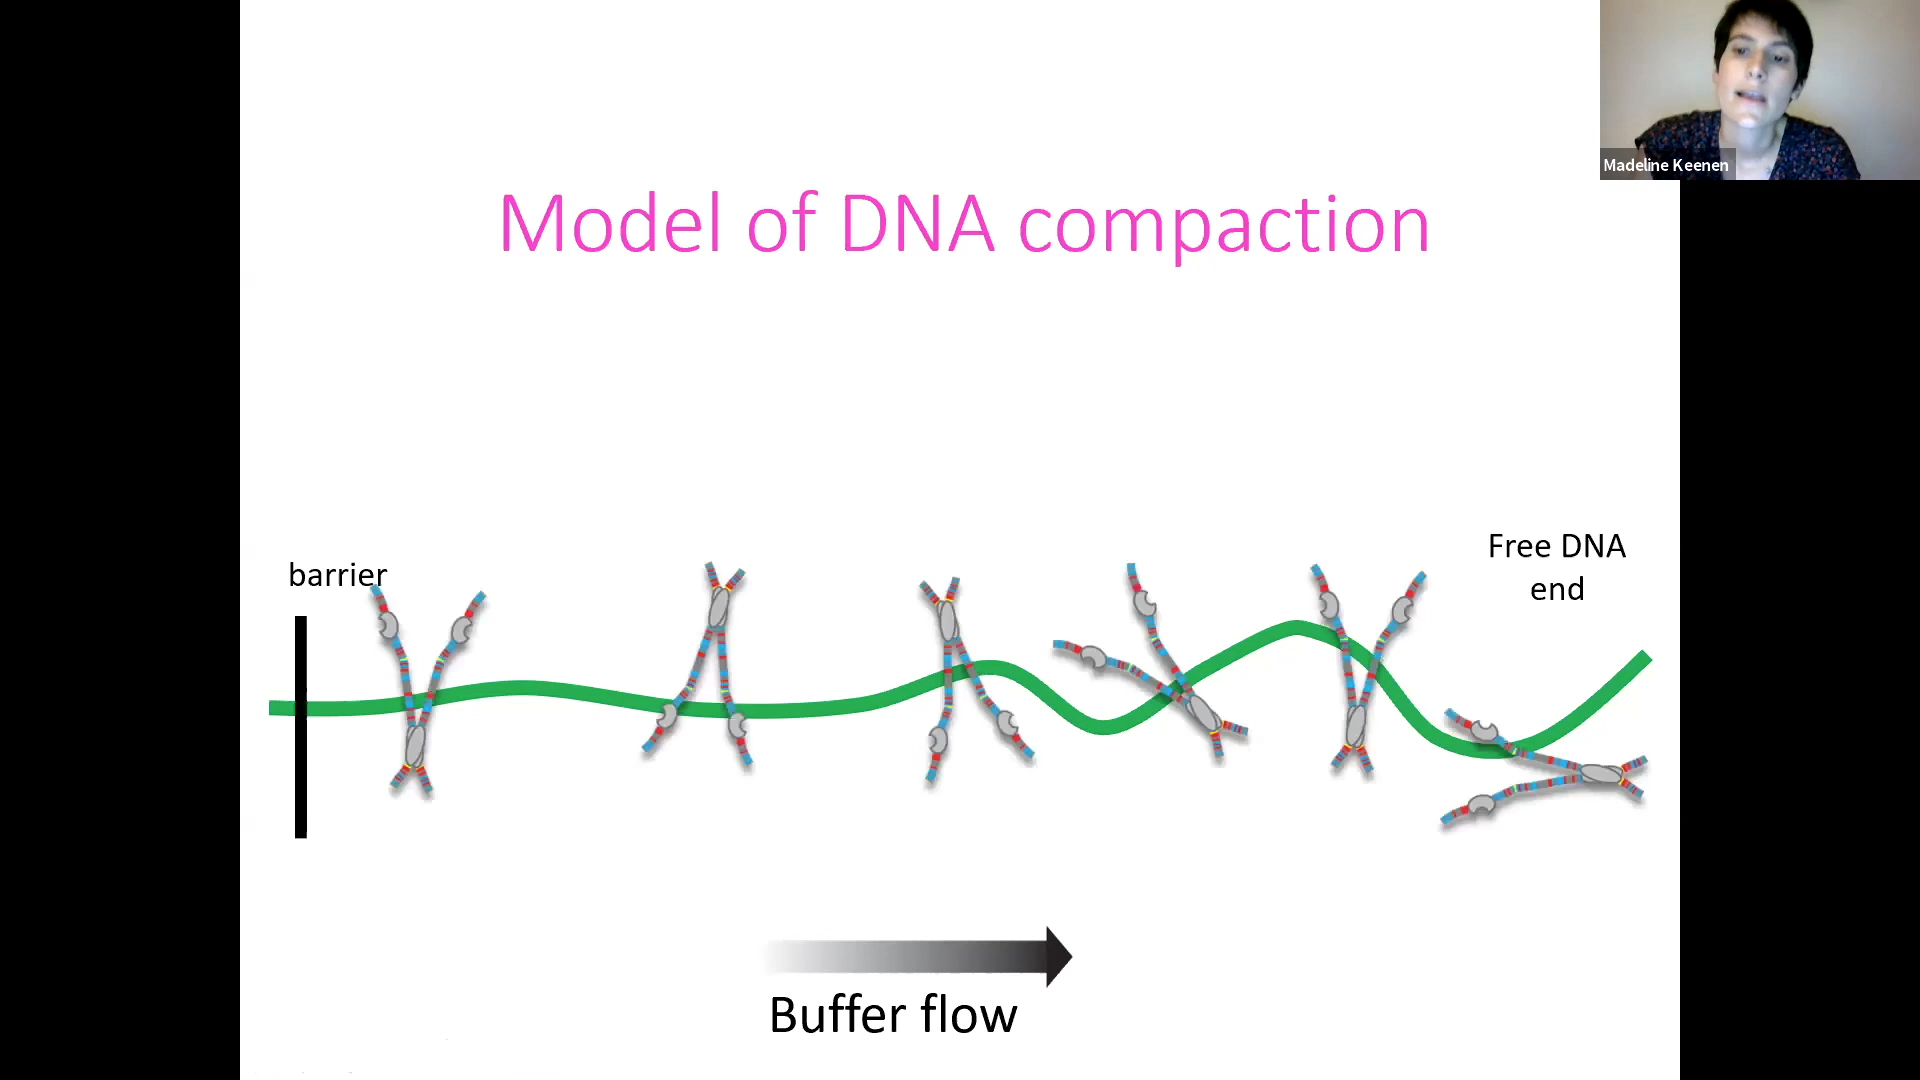 Madeline Keenen
Model of DNA compaction
barrier
Free DNA
end
Buffer flow